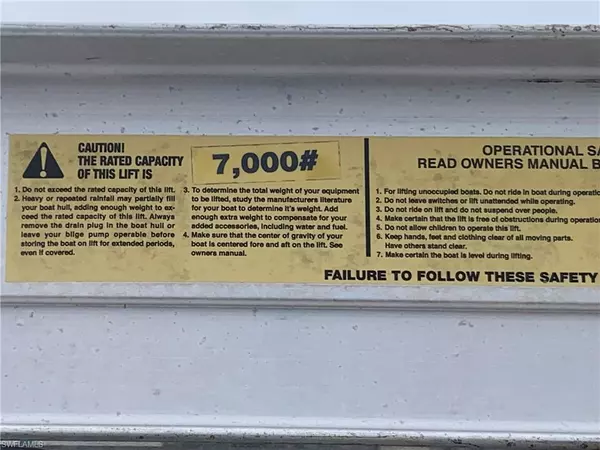 CAUTION!
THE RATED CAPACITY
OF THIS LIFT IS
7,000#
1. Do not exceed the rated capacity of this lift.
2. Heavy or repeated rainfall may partially fill
your boat hull, adding enough weight to ex-
ceed the rated capacity of this lift. Always
remove the drain plug in the boat hull or
leave your blige pump operable before
storing the boat on lift for extended periods,
even if covered.
3. To determine the total weight of your equipment
to be lifted, study the manufacturers literature
for your boat to determine it's weight. Add
enough extra weight to compensate for your
added accessories, including water and fuel.
4. Make sure that the center of gravity of your
boat is centered fore and aft on the lift. See
owners manual.
OPERATIONAL SA
READ OWNERS MANUAL B
1. For lifting unoccupied boats. Do not ride in boat during operation
2. Do not leave switches or lift unattended while operating.
3. Do not ride on lift and do not suspend over people.
4. Make certain that the lift is free of obstructions during operation
5. Do not allow children to operate this lift.
6. Keep hands, feet and clothing clear of all moving parts.
Have others stand clear.
7. Make certain the boat is level during lifting.
FAILURE TO FOLLOW THESE SAFETY
SWFLAMLS